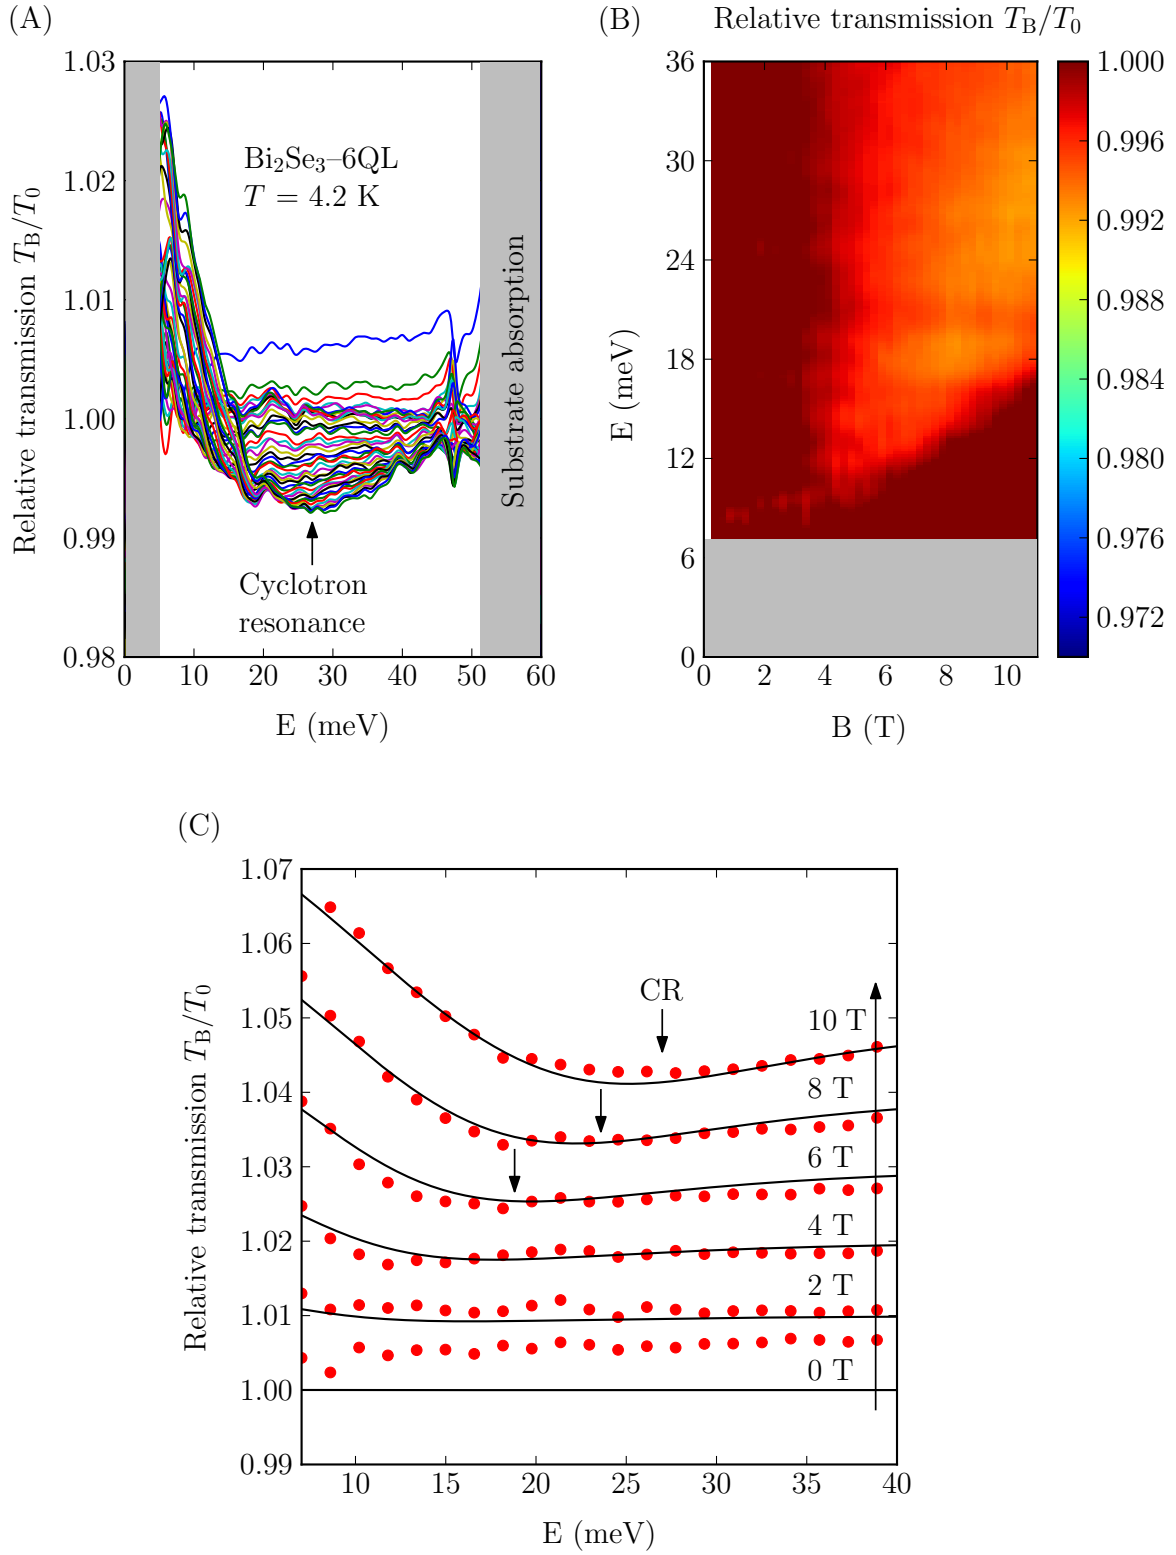 (A)
1.03
1.02
1.01
1.00
0.99
0.98
Relative transmission T_B/T_0
Bi₂Se₃–6QL
T = 4.2 K
Cyclotron
resonance
Substrate absorption
0 10 20 30 40 50 60
E (meV)
(B)
Relative transmission T_B/T_0
36
30
24
18
12
6
0
E (meV)
0 2 4 6 8 10
B (T)
1.000
0.996
0.992
0.988
0.984
0.980
0.976
0.972
(C)
1.07
1.06
1.05
1.04
1.03
1.02
1.01
1.00
0.99
Relative transmission T_B/T_0
CR
10 T
8 T
6 T
4 T
2 T
0 T
10 15 20 25 30 35 40
E (meV)